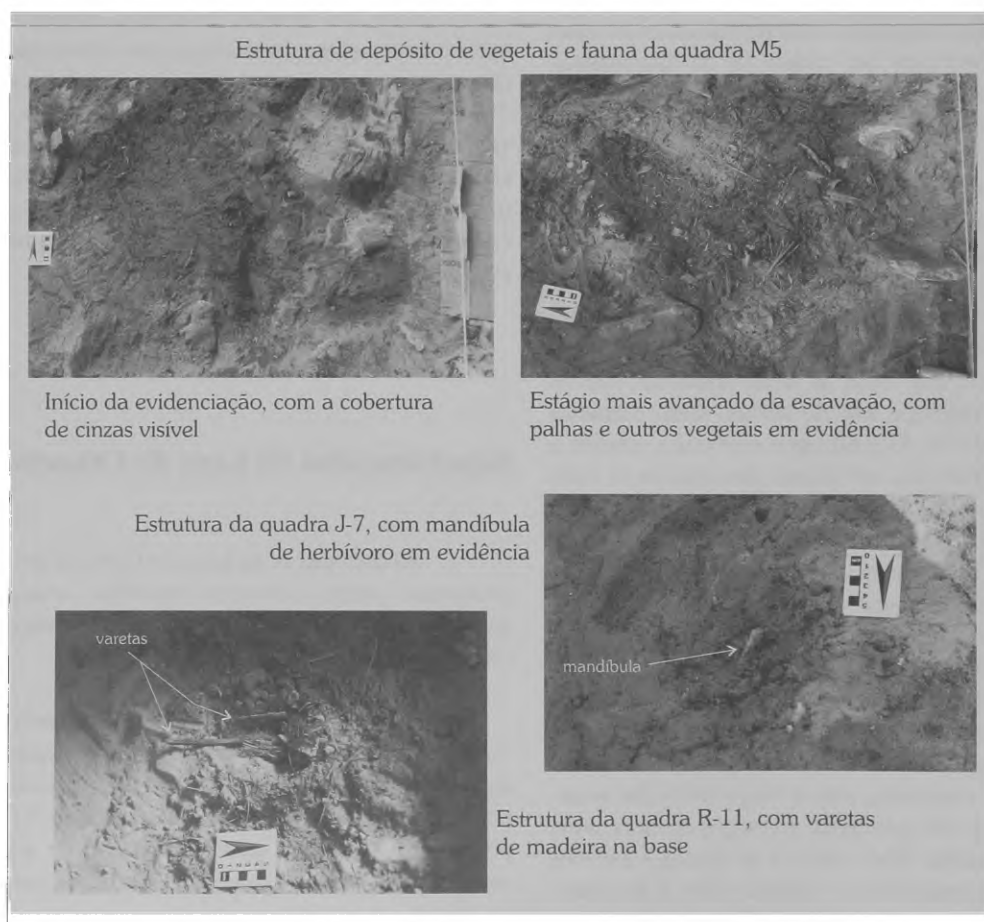 Estrutura de depósito de vegetais e fauna da quadra M5
Início da evidenciação, com a cobertura
de cinzas visível
Estágio mais avançado da escavação, com
palhas e outros vegetais em evidência
Estrutura da quadra J-7, com mandíbula
de herbívoro em evidência
mandíbula
varetas
Estrutura da quadra R-11, com varetas
de madeira na base